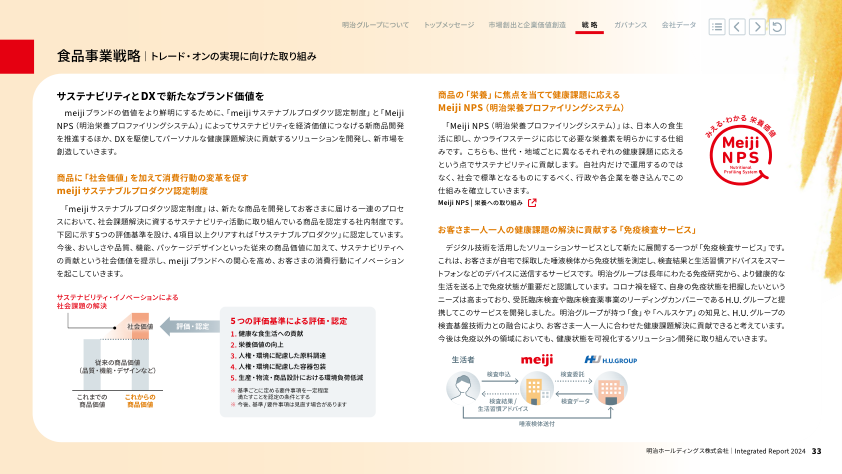 明治グループについて トップメッセージ 市場創出と企業価値創造 戦略 ガバナンス 会社データ
食品事業戦略｜トレード・オンの実現に向けた取り組み
サステナビリティとDXで新たなブランド価値を
meijiブランドの価値をより鮮明にするために、「meijiサステナブルプロダクツ認定制度」と「Meiji
NPS（明治栄養プロファイリングシステム）」によってサステナビリティを経済価値につなげる新商品開発
を推進するほか、DXを駆使してパーソナルな健康課題解決に貢献するソリューションを開発し、新市場を
創造していきます。
商品に「社会価値」を加えて消費行動の変革を促す
meijiサステナブルプロダクツ認定制度
「meijiサステナブルプロダクツ認定制度」は、新たな商品を開発してお客さまに届ける一連のプロセ
スにおいて、社会課題解決に資するサステナビリティ活動に取り組んでいる商品を認定する社内制度です。
下図に示す5つの評価基準を設け、4項目以上クリアすれば「サステナブルプロダクツ」に認定しています。
今後、おいしさや品質、機能、パッケージデザインといった従来の商品価値に加えて、サステナビリティへ
の貢献という社会価値を提示し、meijiブランドへの関心を高め、お客さまの消費行動にイノベーション
を起こしていきます。
サステナビリティ・イノベーションによる
社会課題の解決
社会価値
従来の商品価値
（品質・機能・デザインなど）
これまでの
商品価値
これからの
商品価値
評価・認定
5つの評価基準による評価・認定
1. 健康な食生活への貢献
2. 栄養価値の向上
3. 人権・環境に配慮した原料調達
4. 人権・環境に配慮した容器包装
5. 生産・物流・商品設計における環境負荷低減
※ 基準ごとに定める要件事項を一定程度
満たすことを認定の条件とする
※ 今後、基準/要件事項は見直す場合があります
商品の「栄養」に焦点を当てて健康課題に応える
Meiji NPS（明治栄養プロファイリングシステム）
「Meiji NPS（明治栄養プロファイリングシステム）」は、日本人の食生
活に即し、かつライフステージに応じて必要な栄養素を明らかにする仕組
みです。こちらも、世代・地域ごとに異なるそれぞれの健康課題に応える
という点でサステナビリティに貢献します。自社内だけで運用するのでは
なく、社会で標準となるものにするべく、行政や各企業を巻き込んでこの
仕組みを確立していきます。
Meiji NPS｜栄養への取り組み
みえる・わかる 栄養価値
Meiji
NPS
Nutritional
Profiling System
お客さま一人一人の健康課題の解決に貢献する「免疫検査サービス」
デジタル技術を活用したソリューションサービスとして新たに展開する一つが「免疫検査サービス」です。
これは、お客さまが自宅で採取した唾液検体から免疫状態を測定し、検査結果と生活習慣アドバイスをスマー
トフォンなどのデバイスに送信するサービスです。明治グループは長年にわたる免疫研究から、より健康的な
生活を送る上で免疫状態が重要だと認識しています。コロナ禍を経て、自身の免疫状態を把握したいという
ニーズは高まっており、受託臨床検査や臨床検査薬事業のリーディングカンパニーであるH.U.グループと提
携してこのサービスを開発しました。明治グループが持つ「食」や「ヘルスケア」の知見と、H.U.グループの
検査基盤技術力との融合により、お客さま一人一人に合わせた健康課題解決に貢献できると考えています。
今後は免疫以外の領域においても、健康状態を可視化するソリューション開発に取り組んでいきます。
生活者 meiji HU H.U.GROUP
検査申込 検査委託
検査結果/
生活習慣アドバイス
検査データ
唾液検体送付
明治ホールディングス株式会社｜Integrated Report 2024 33